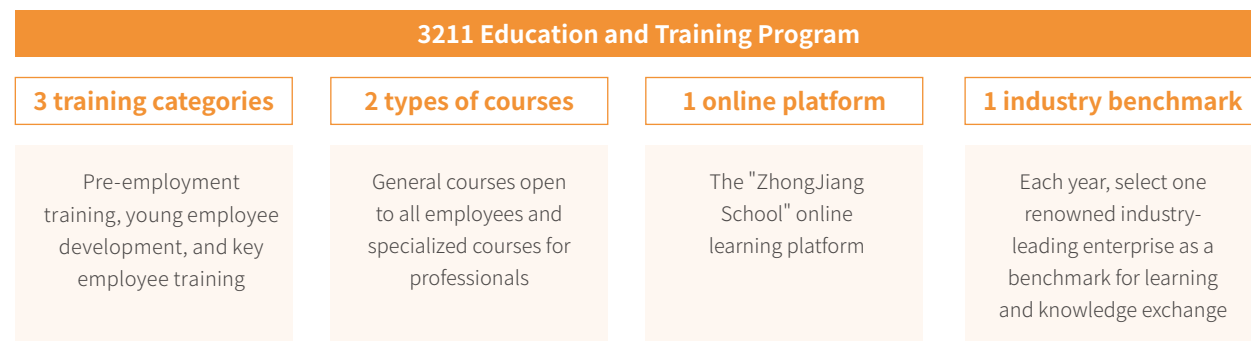 3211 Education and Training Program
3 training categories
Pre-employment
training, young employee
development, and key
employee training
2 types of courses
General courses open
to all employees and
specialized courses for
professionals
1 online platform
The "ZhongJiang
School" online
learning platform
1 industry benchmark
Each year, select one
renowned industry-
leading enterprise as a
benchmark for learning
and knowledge exchange